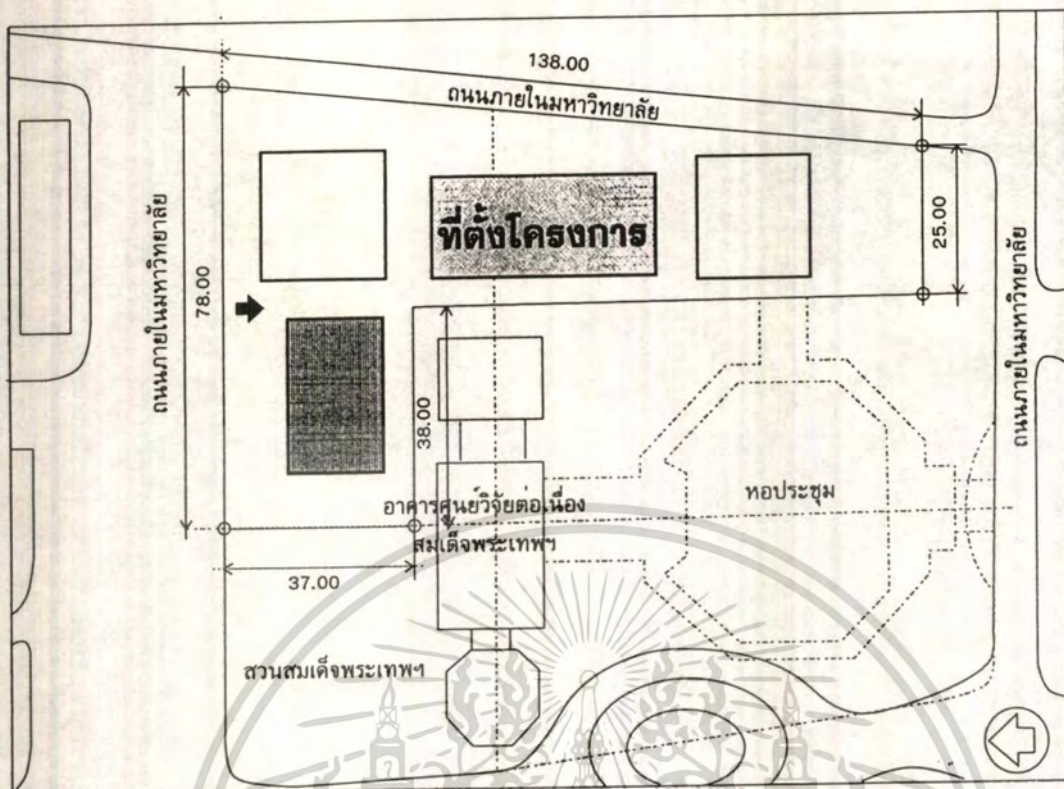 138.00
ถนนภายในมหาวิทยาลัย
ถนนภายในมหาวิทยาลัย
78.00
ที่ตั้งโครงการ
25.00
ถนนภายในมหาวิทยาลัย
38.00
อาคารศูนย์วิจัยต่อเนื่อง
สมเด็จพระเทพฯ
หอประชุม
37.00
สวนสมเด็จพระเทพฯ